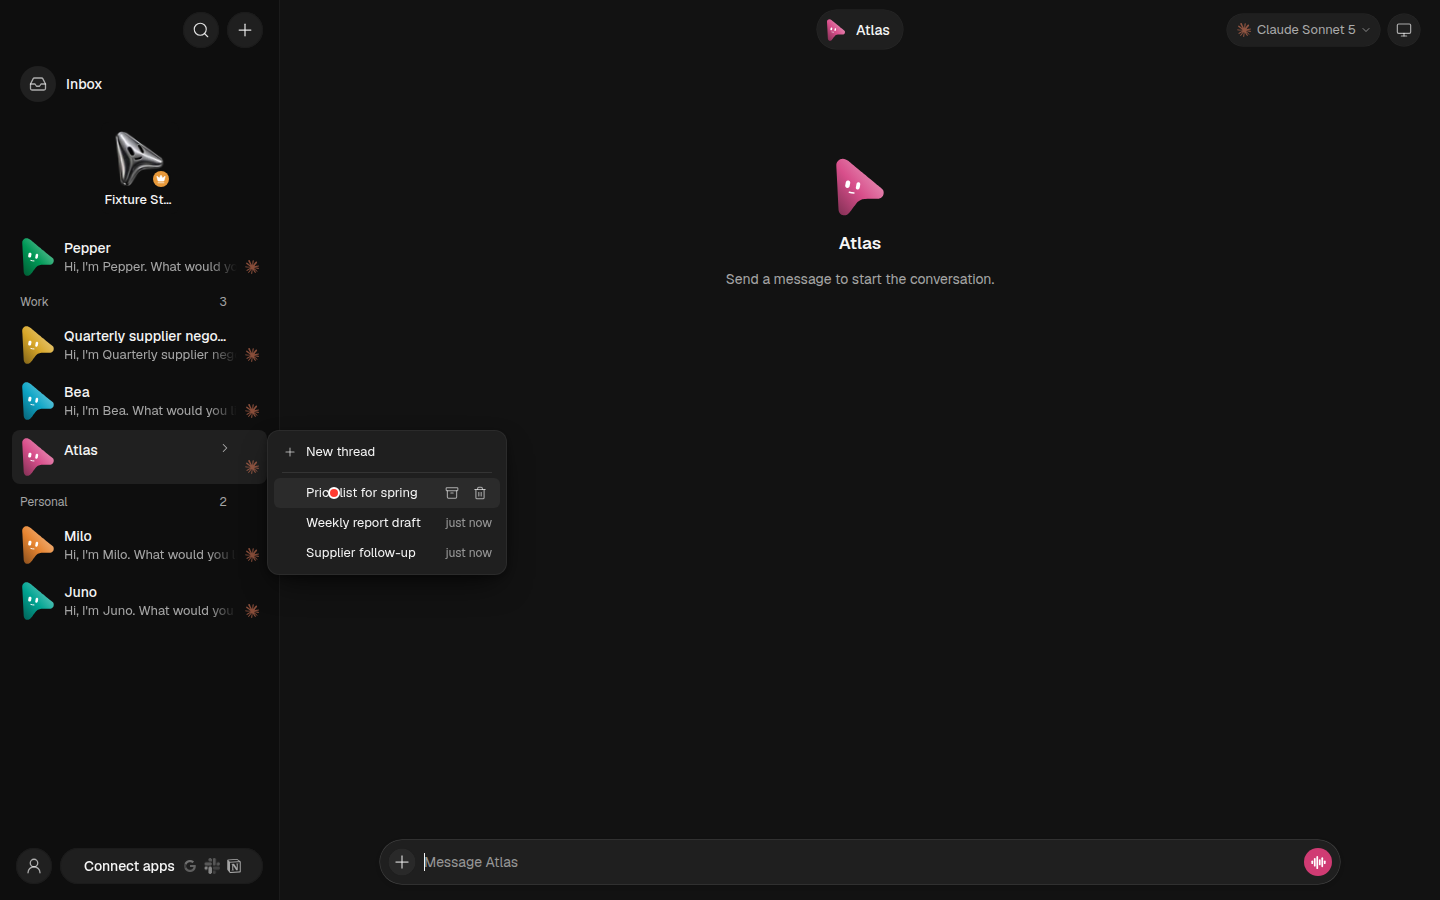 Atlas
Claude Sonnet 5
Inbox
Fixture St...
Pepper
Hi, I'm Pepper. What would yo
Work 3
Quarterly supplier nego...
Hi, I'm Quarterly supplier neg
Bea
Hi, I'm Bea. What would you l
Atlas
Personal 2
Milo
Hi, I'm Milo. What would you l
Juno
Hi, I'm Juno. What would you
New thread
list for spring
Weekly report draft just now
Supplier follow-up just now
Atlas
Send a message to start the conversation.
Message Atlas
Connect apps